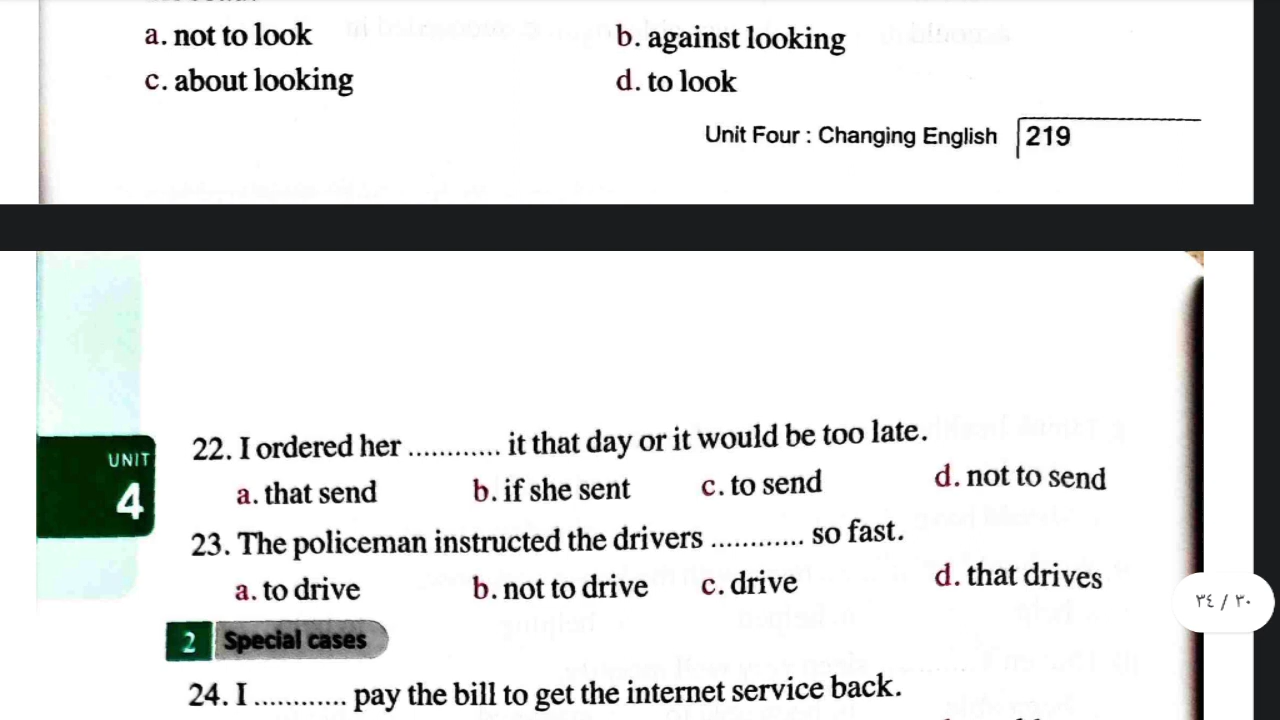 a. not to look b. against looking
c. about looking d. to look
Unit Four : Changing English 219
UNIT
4
22. I ordered her ............ it that day or it would be too late.
a. that send b. if she sent c. to send d. not to send
23. The policeman instructed the drivers ............ so fast.
a. to drive b. not to drive c. drive d. that drives
٣٤ / ٣٠
2 Special cases
24. I ............ pay the bill to get the internet service back.